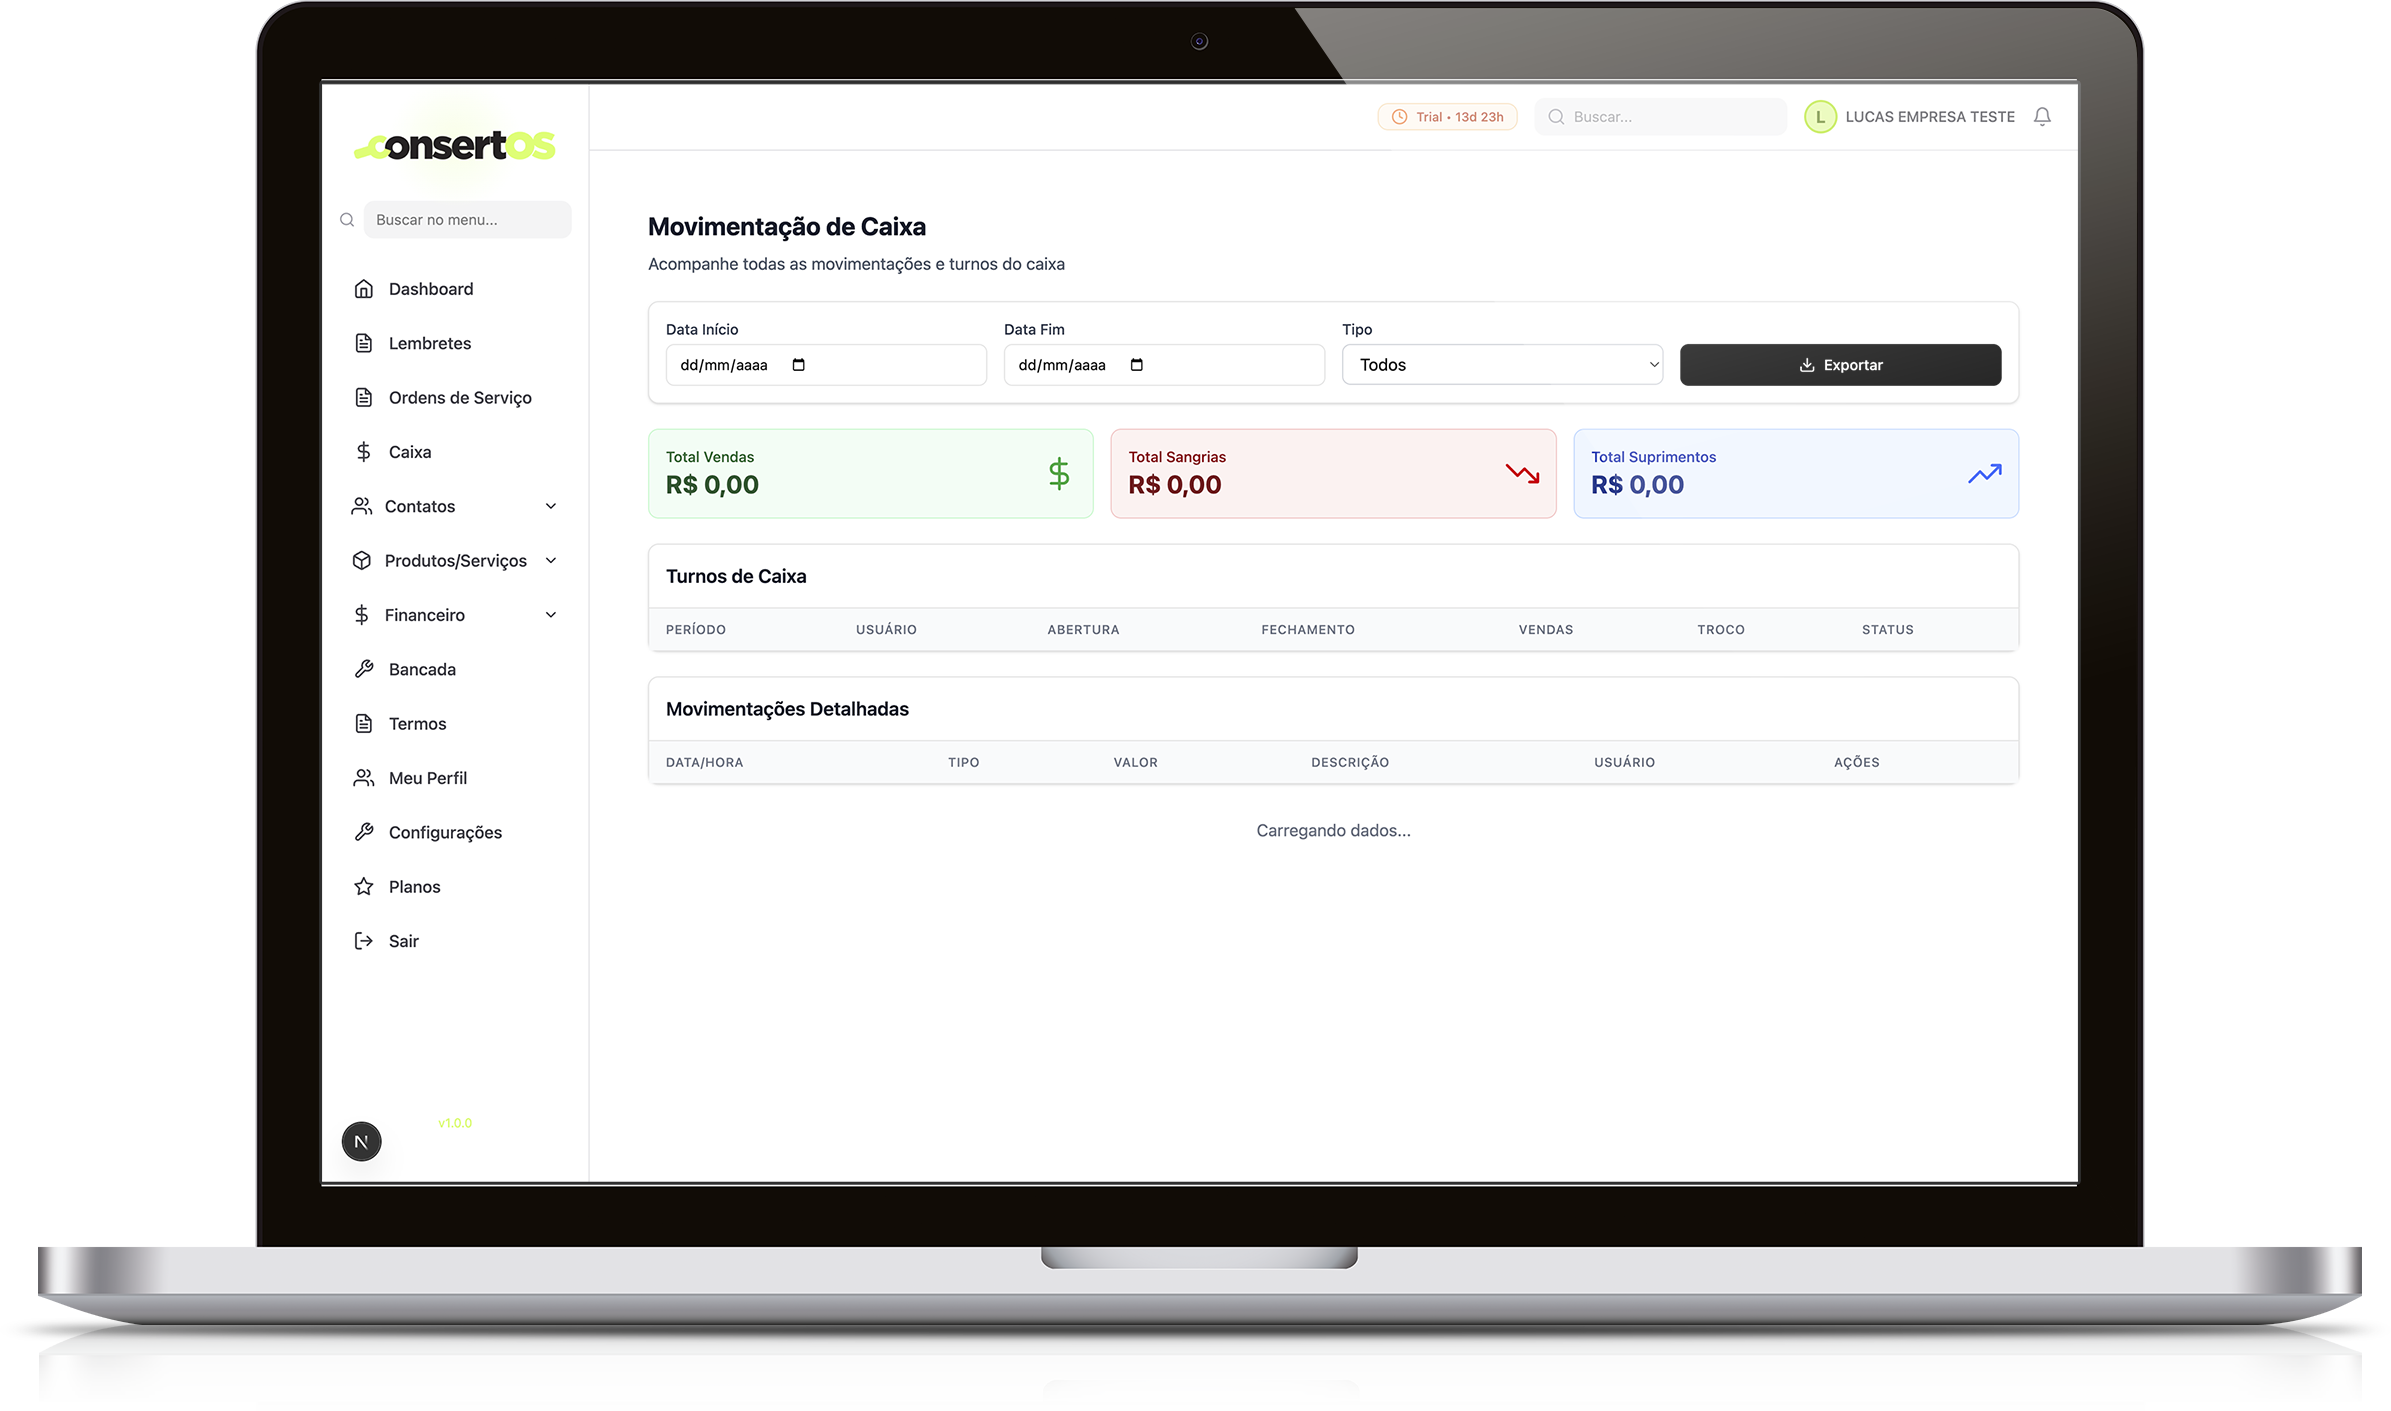 consertOS
Trial • 13d 23h
Buscar...
L
LUCAS EMPRESA TESTE
Buscar no menu...
Dashboard
Lembretes
Ordens de Serviço
Caixa
Contatos
Produtos/Serviços
Financeiro
Bancada
Termos
Meu Perfil
Configurações
Planos
Sair
v1.0.0
N
Movimentação de Caixa
Acompanhe todas as movimentações e turnos do caixa
Data Início
Data Fim
Tipo
dd/mm/aaaa
dd/mm/aaaa
Todos
Exportar
Total Vendas
R$ 0,00
Total Sangrias
R$ 0,00
Total Suprimentos
R$ 0,00
Turnos de Caixa
PERÍODO USUÁRIO ABERTURA FECHAMENTO VENDAS TROCO STATUS
Movimentações Detalhadas
DATA/HORA TIPO VALOR DESCRIÇÃO USUÁRIO AÇÕES
Carregando dados...